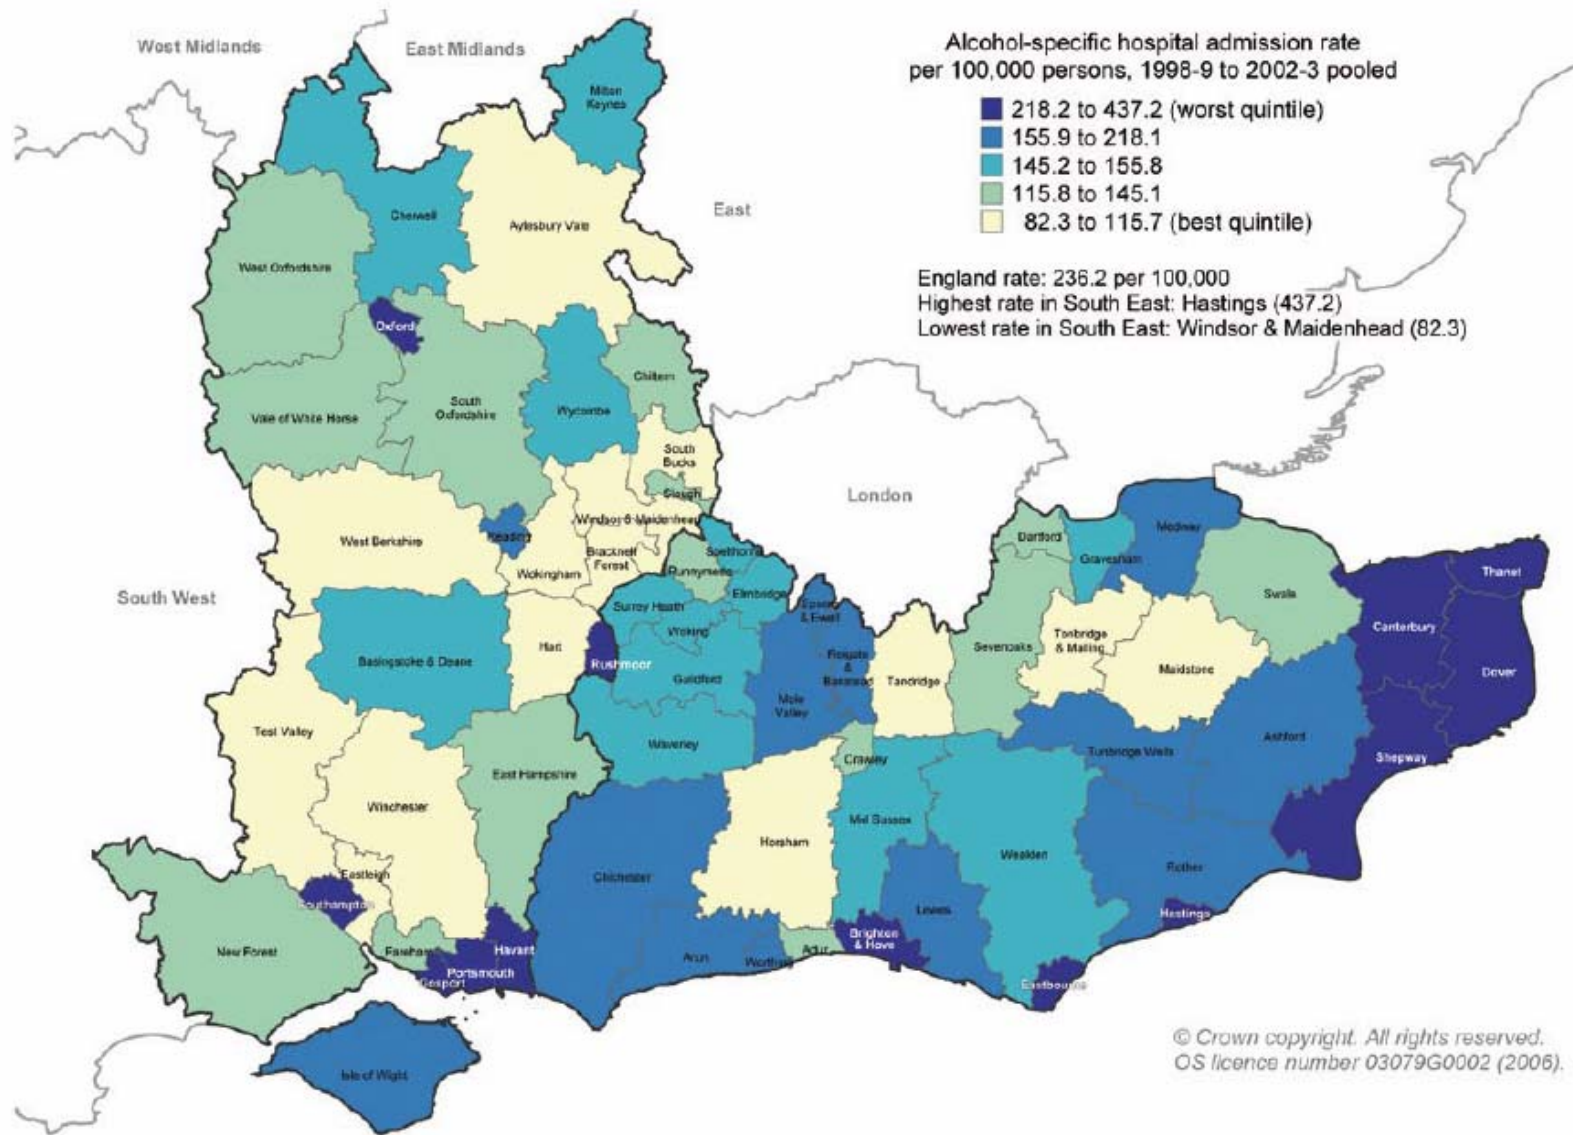 West Midlands
East Midlands
Alcohol-specific hospital admission rate
per 100,000 persons, 1998-9 to 2002-3 pooled
218.2 to 437.2 (worst quintile)
155.9 to 218.1
145.2 to 155.8
115.8 to 145.1
82.3 to 115.7 (best quintile)
England rate: 236.2 per 100,000
Highest rate in South East: Hastings (437.2)
Lowest rate in South East: Windsor & Maidenhead (82.3)
Milton
Keynes
East
Cherwell
Aylesbury Vale
West Oxfordshire
Oxford
Chiltern
South
Oxfordshire
Wycombe
Vale of White Horse
South
Bucks
Slough
London
Windsor & Maidenhead
West Berkshire
Reading
Wokingham
Bracknell
Forest
Runnymede
Spelthorne
Elmbridge
Dartford
Gravesham
Medway
Swale
Thanet
South West
Surrey Heath
Woking
Epsom
& Ewell
Canterbury
Hart
Rushmoor
Guildford
Reigate
&
Banstead
Tandridge
Sevenoaks
Tonbridge
& Malling
Maidstone
Dover
Basingstoke & Deane
Mole
Valley
Test Valley
Waverley
Crawley
Tunbridge Wells
Ashford
Shepway
East Hampshire
Winchester
Horsham
Mid Sussex
Wealden
Rother
Chichester
Eastleigh
Southampton
Lewes
Hastings
New Forest
Fareham
Havant
Portsmouth
Gosport
Arun
Worthing
Adur
Brighton
& Hove
Eastbourne
Isle of Wight
© Crown copyright. All rights reserved.
OS licence number 03079G0002 (2006).